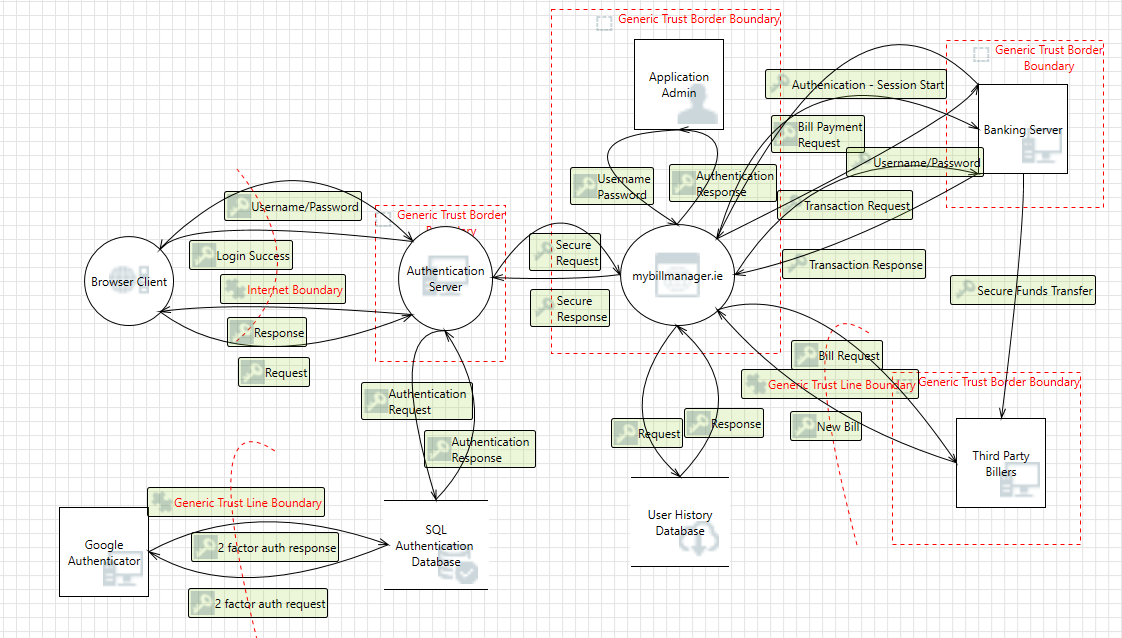 Generic Trust Border Boundary
Application
Admin
Generic Trust Border
Boundary
Authenication - Session Start
Bill Payment
Request
Banking Server
Username/Password
Username
Password
Authentication
Response
Transaction Request
Username/Password
Generic Trust Border
Boundary
Login Success
Secure
Request
Browser Client
Authentication
Server
mybillmanager.ie
Transaction Response
Internet Boundary
Secure
Response
Secure Funds Transfer
Response
Request
Bill Request
Generic Trust Line Boundary
Generic Trust Border Boundary
Authentication
Request
New Bill
Request
Response
Authentication
Response
Third Party
Billers
Generic Trust Line Boundary
SQL
Authentication
Database
User History
Database
Google
Authenticator
2 factor auth response
2 factor auth request